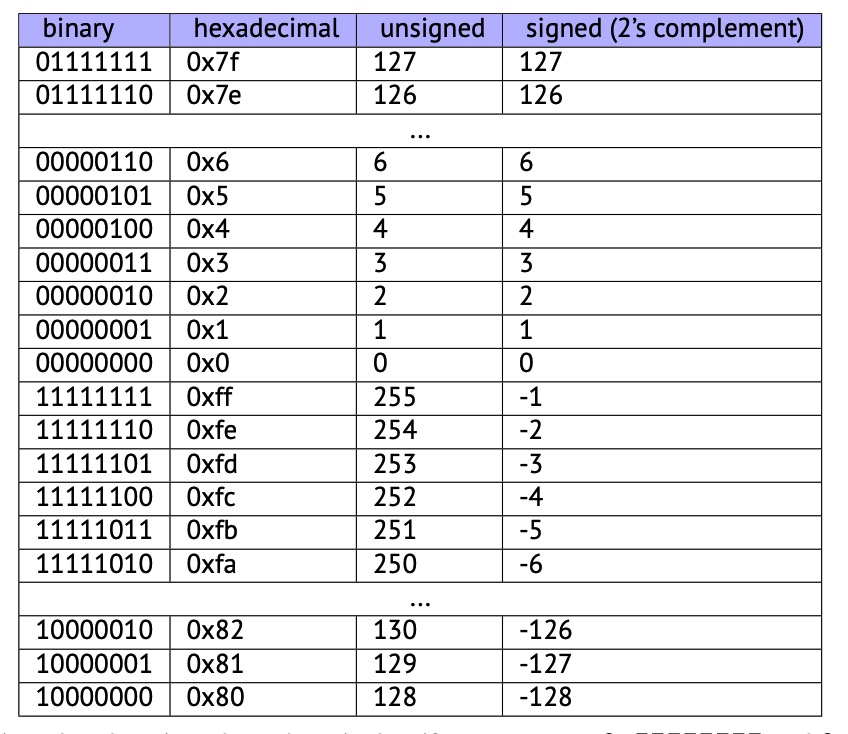 binary hexadecimal unsigned signed (2’s complement)
01111111 0x7f 127 127
01111110 0x7e 126 126
...
00000110 0x6 6 6
00000101 0x5 5 5
00000100 0x4 4 4
00000011 0x3 3 3
00000010 0x2 2 2
00000001 0x1 1 1
00000000 0x0 0 0
11111111 0xff 255 -1
11111110 0xfe 254 -2
11111101 0xfd 253 -3
11111100 0xfc 252 -4
11111011 0xfb 251 -5
11111010 0xfa 250 -6
...
10000010 0x82 130 -126
10000001 0x81 129 -127
10000000 0x80 128 -128